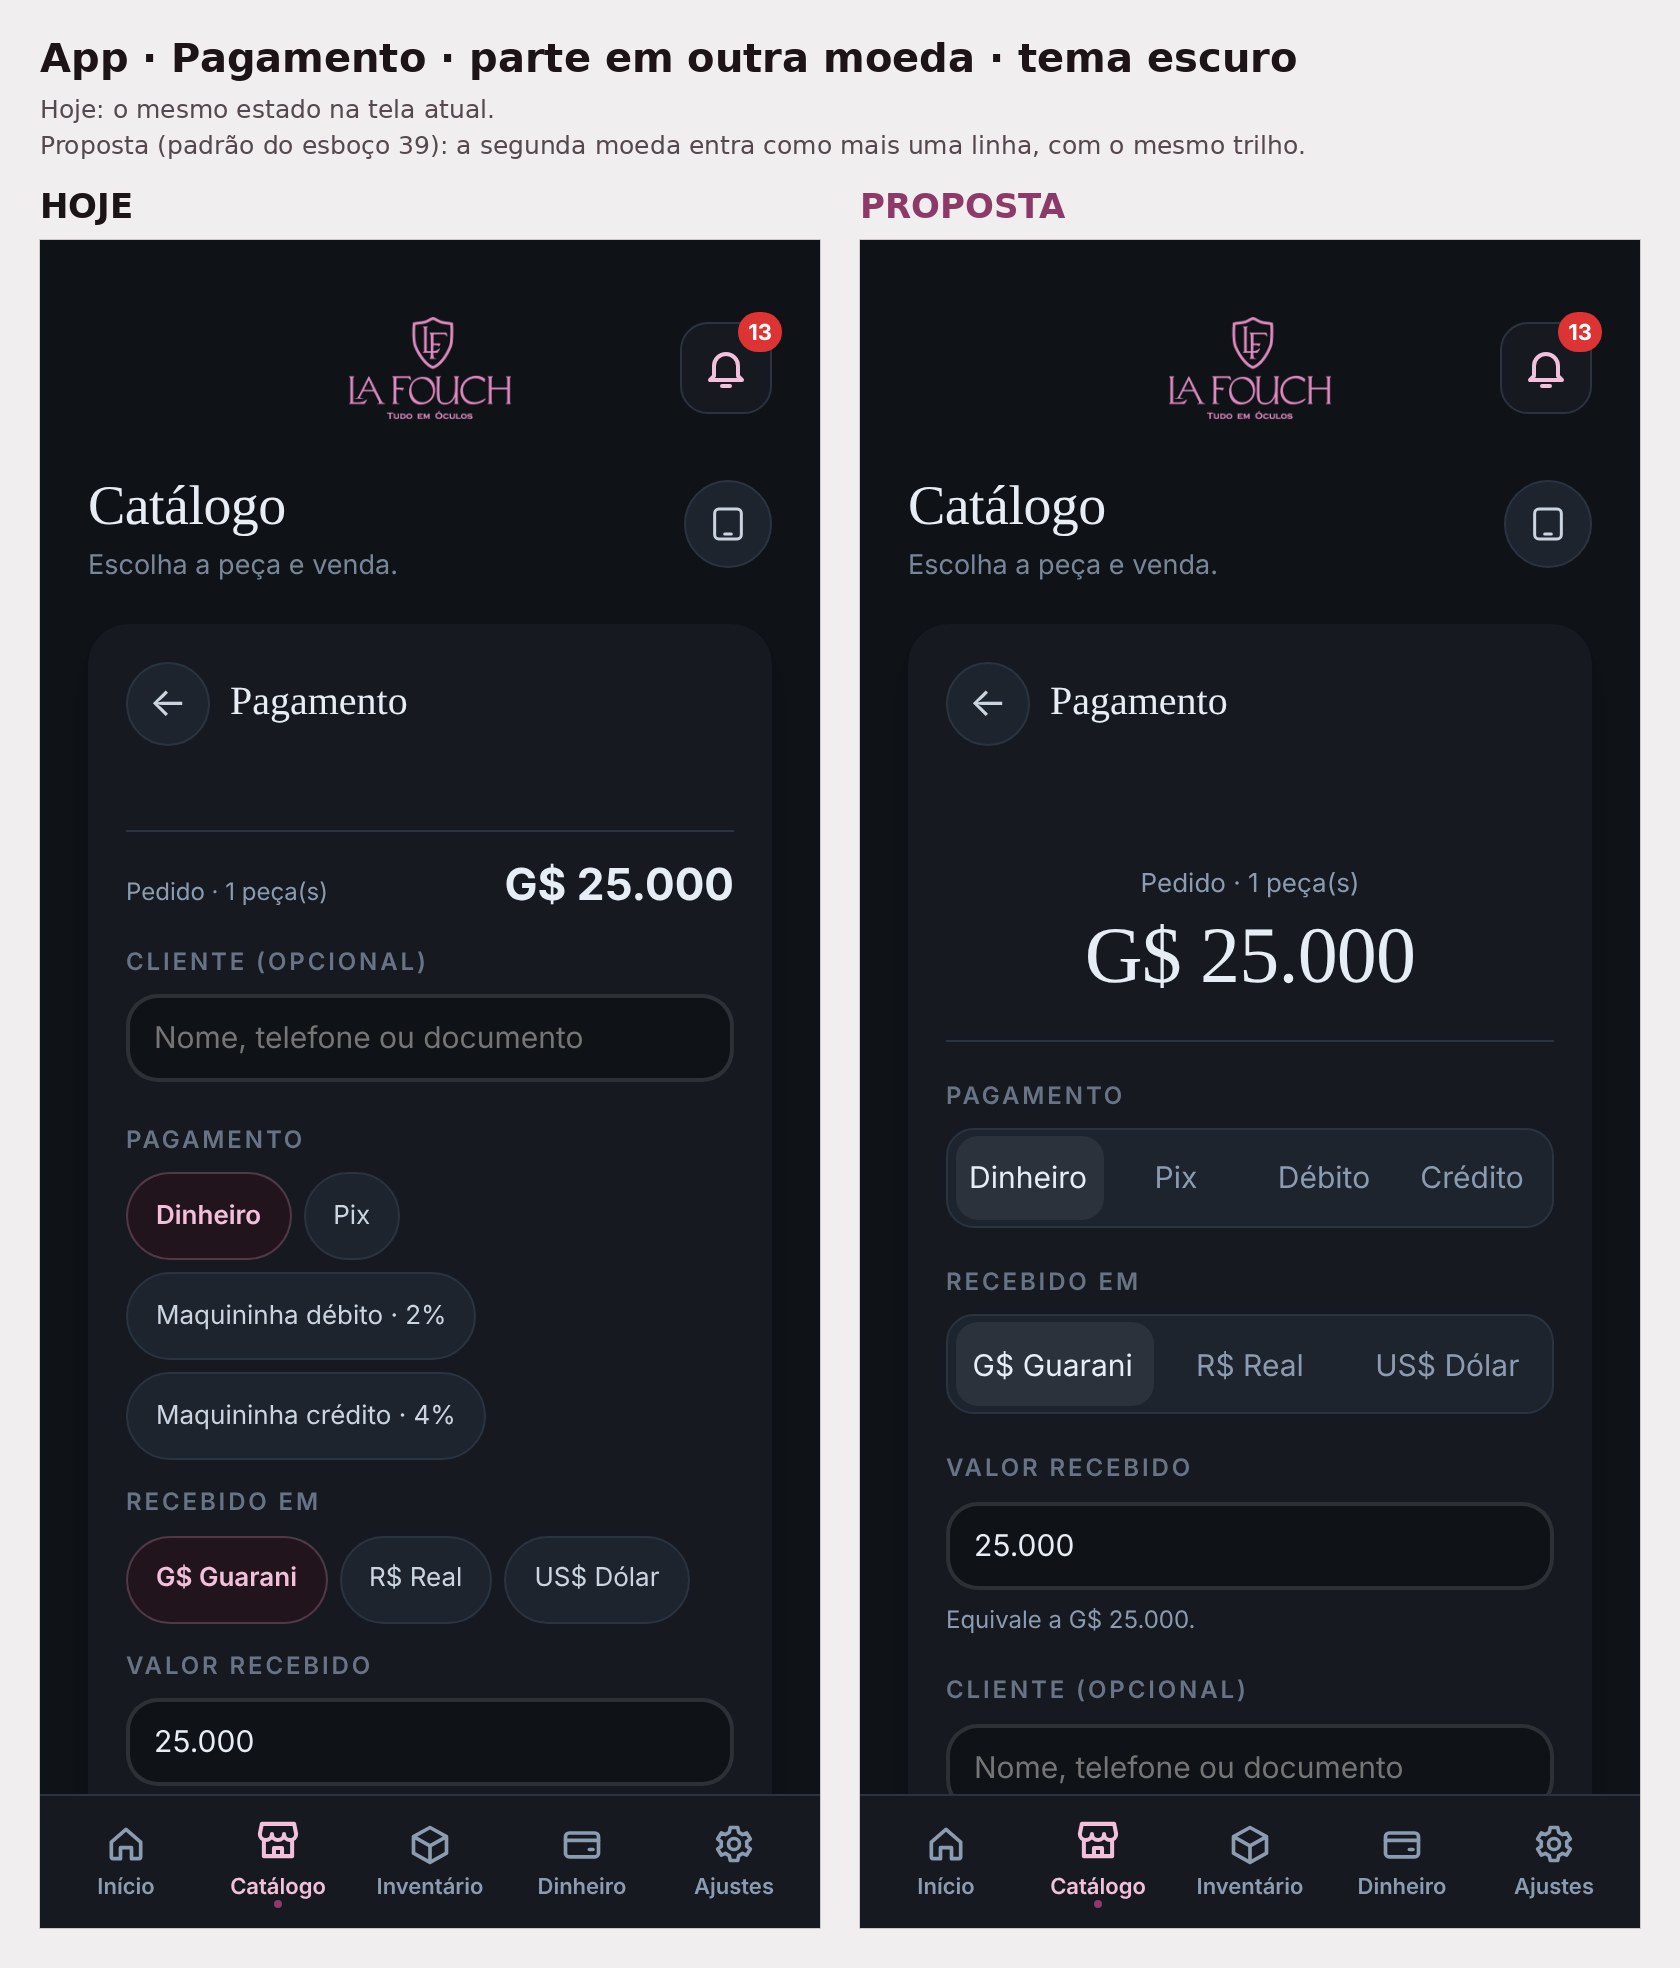 App · Pagamento · parte em outra moeda · tema escuro
Hoje: o mesmo estado na tela atual.
Proposta (padrão do esboço 39): a segunda moeda entra como mais uma linha, com o mesmo trilho.
HOJE
LF
LA FOUCH
TUDO EM ÓCULOS
13
Catálogo
Escolha a peça e venda.
Pagamento
Pedido · 1 peça(s)
G$ 25.000
CLIENTE (OPCIONAL)
Nome, telefone ou documento
PAGAMENTO
Dinheiro
Pix
Maquininha débito · 2%
Maquininha crédito · 4%
RECEBIDO EM
G$ Guarani
R$ Real
US$ Dólar
VALOR RECEBIDO
25.000
Início
Catálogo
Inventário
Dinheiro
Ajustes
PROPOSTA
LF
LA FOUCH
TUDO EM ÓCULOS
13
Catálogo
Escolha a peça e venda.
Pagamento
Pedido · 1 peça(s)
G$ 25.000
PAGAMENTO
Dinheiro
Pix
Débito
Crédito
RECEBIDO EM
G$ Guarani
R$ Real
US$ Dólar
VALOR RECEBIDO
25.000
Equivale a G$ 25.000.
CLIENTE (OPCIONAL)
Nome, telefone ou documento
Início
Catálogo
Inventário
Dinheiro
Ajustes